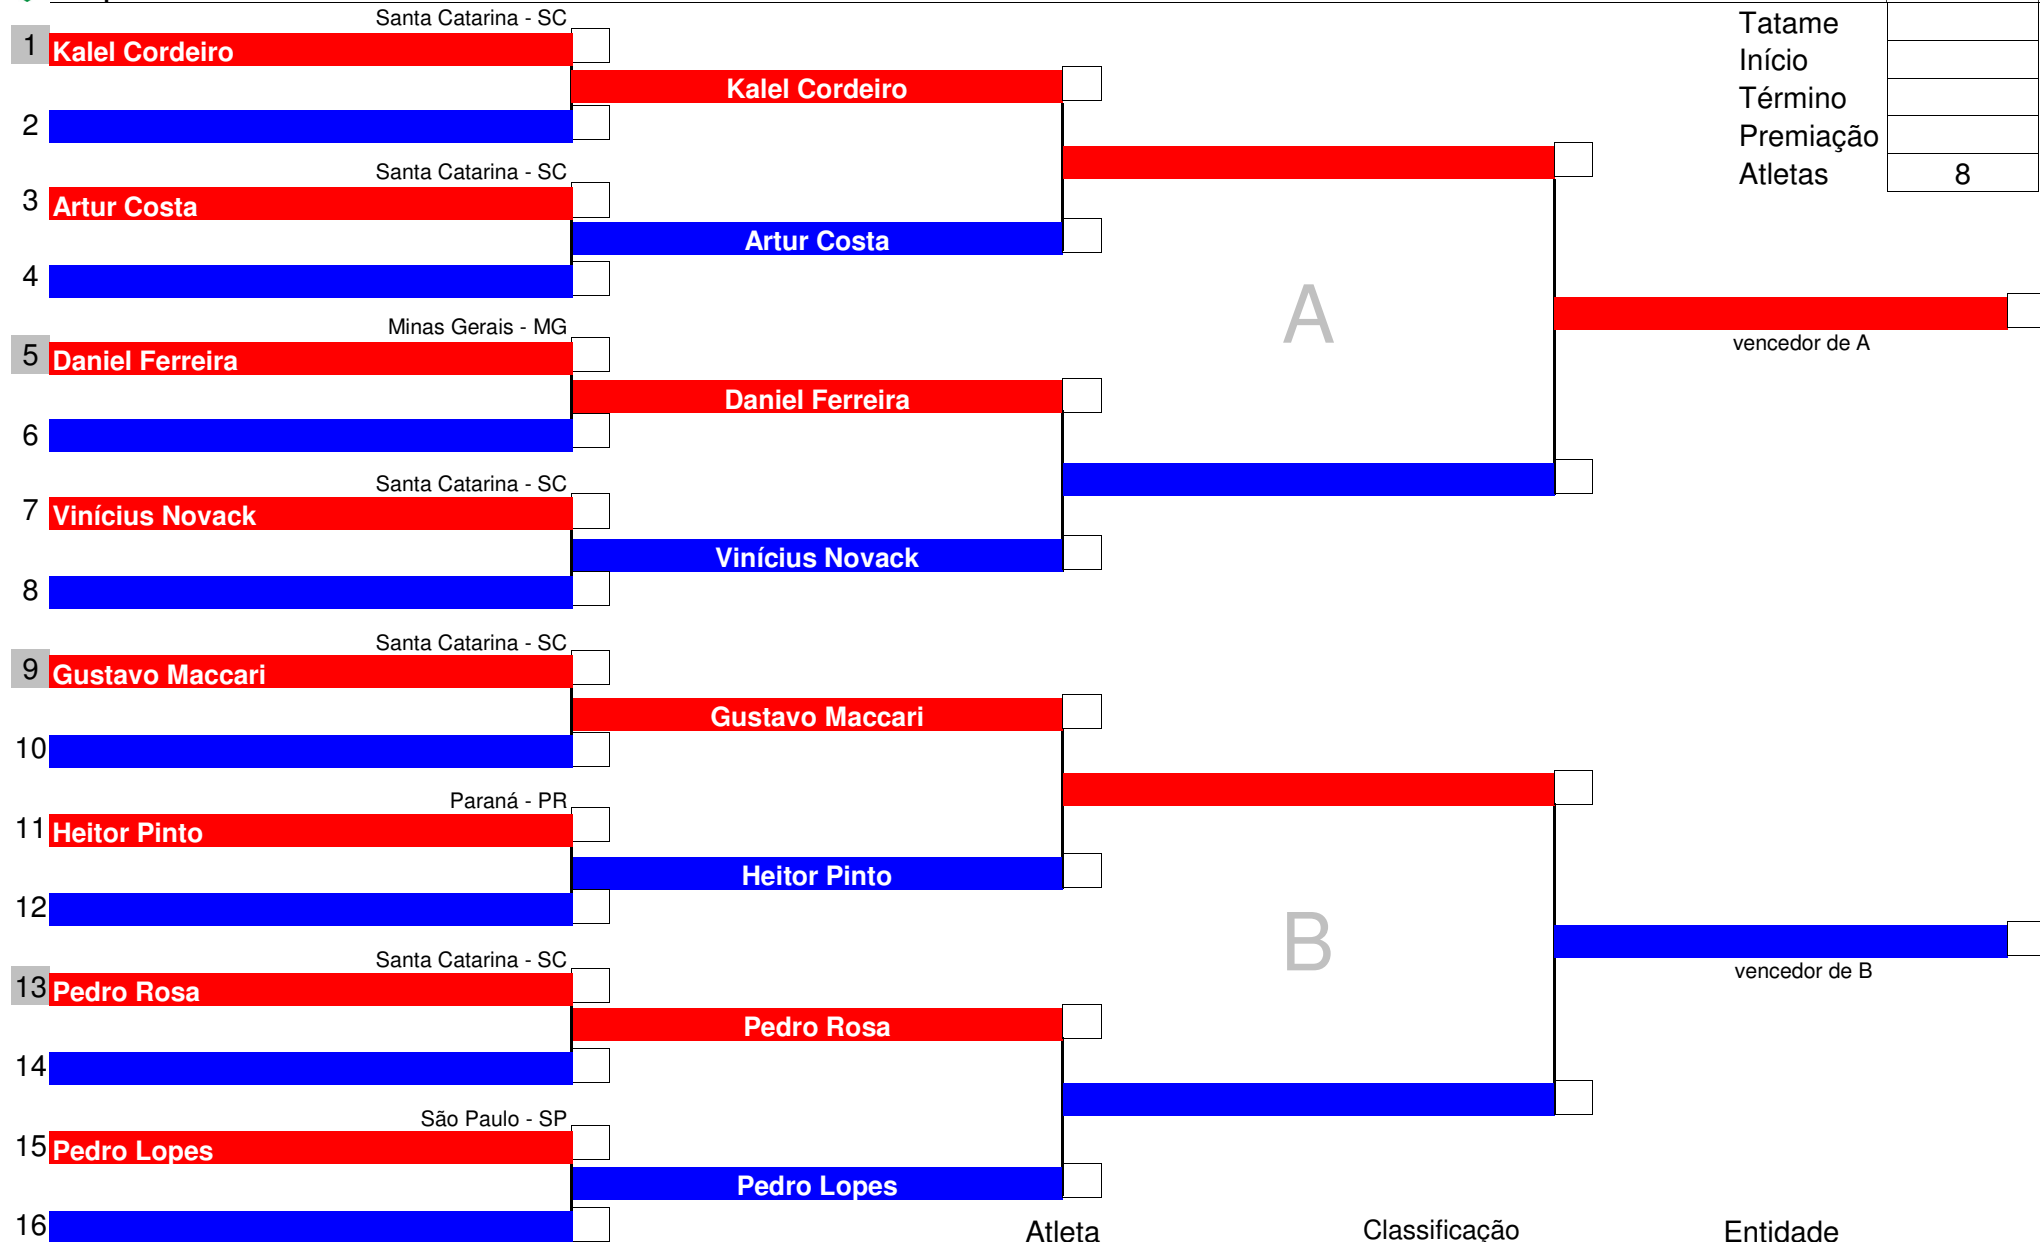 Santa Catarina - SC
1 Kalel Cordeiro
Kalel Cordeiro
2
Santa Catarina - SC
3 Artur Costa
Artur Costa
4
Minas Gerais - MG
5 Daniel Ferreira
Daniel Ferreira
6
Santa Catarina - SC
7 Vinícius Novack
Vinícius Novack
8
Santa Catarina - SC
9 Gustavo Maccari
Gustavo Maccari
10
Paraná - PR
11 Heitor Pinto
Heitor Pinto
12
Santa Catarina - SC
13 Pedro Rosa
Pedro Rosa
14
São Paulo - SP
15 Pedro Lopes
Pedro Lopes
16
A
B
vencedor de A
vencedor de B
Tatame
Início
Término
Premiação
Atletas 8
Atleta Classificação Entidade